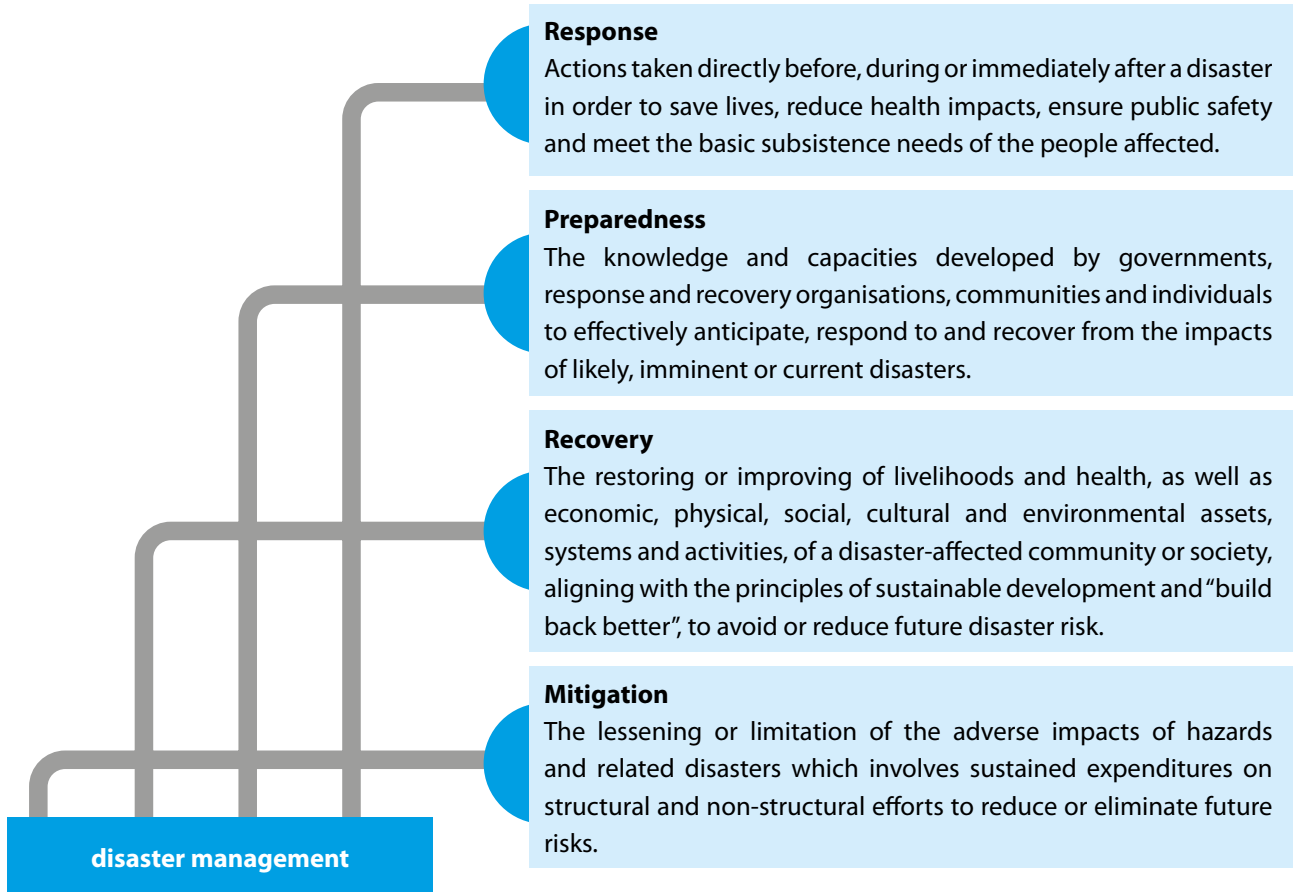 Response
Actions taken directly before, during or immediately after a disaster
in order to save lives, reduce health impacts, ensure public safety
and meet the basic subsistence needs of the people affected.
Preparedness
The knowledge and capacities developed by governments,
response and recovery organisations, communities and individuals
to effectively anticipate, respond to and recover from the impacts
of likely, imminent or current disasters.
Recovery
The restoring or improving of livelihoods and health, as well as
economic, physical, social, cultural and environmental assets,
systems and activities, of a disaster-affected community or society,
aligning with the principles of sustainable development and “build
back better”, to avoid or reduce future disaster risk.
Mitigation
The lessening or limitation of the adverse impacts of hazards
and related disasters which involves sustained expenditures on
structural and non-structural efforts to reduce or eliminate future
risks.
disaster management